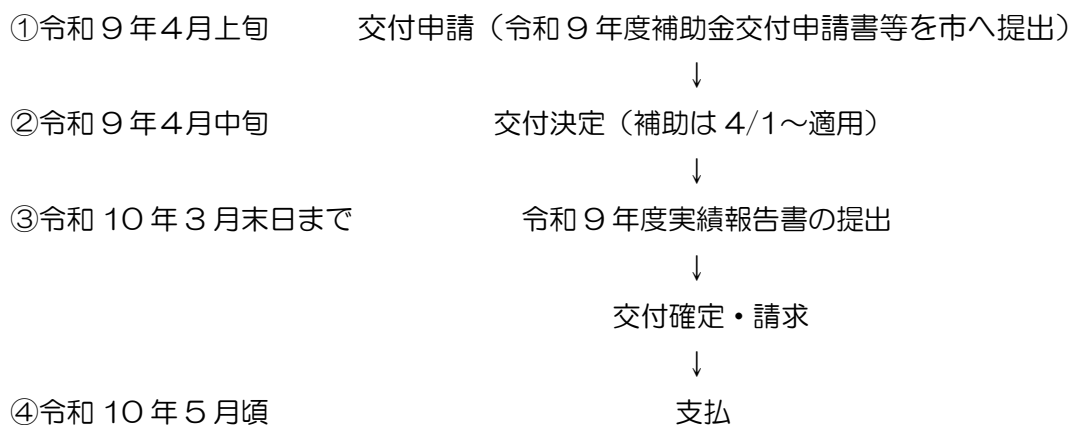 ①令和９年４月上旬　交付申請（令和９年度補助金交付申請書等を市へ提出）
↓
②令和９年４月中旬　交付決定（補助は 4/1～適用）
↓
③令和 10 年３月末日まで　令和９年度実績報告書の提出
↓
交付確定・請求
↓
④令和 10 年５月頃　支払